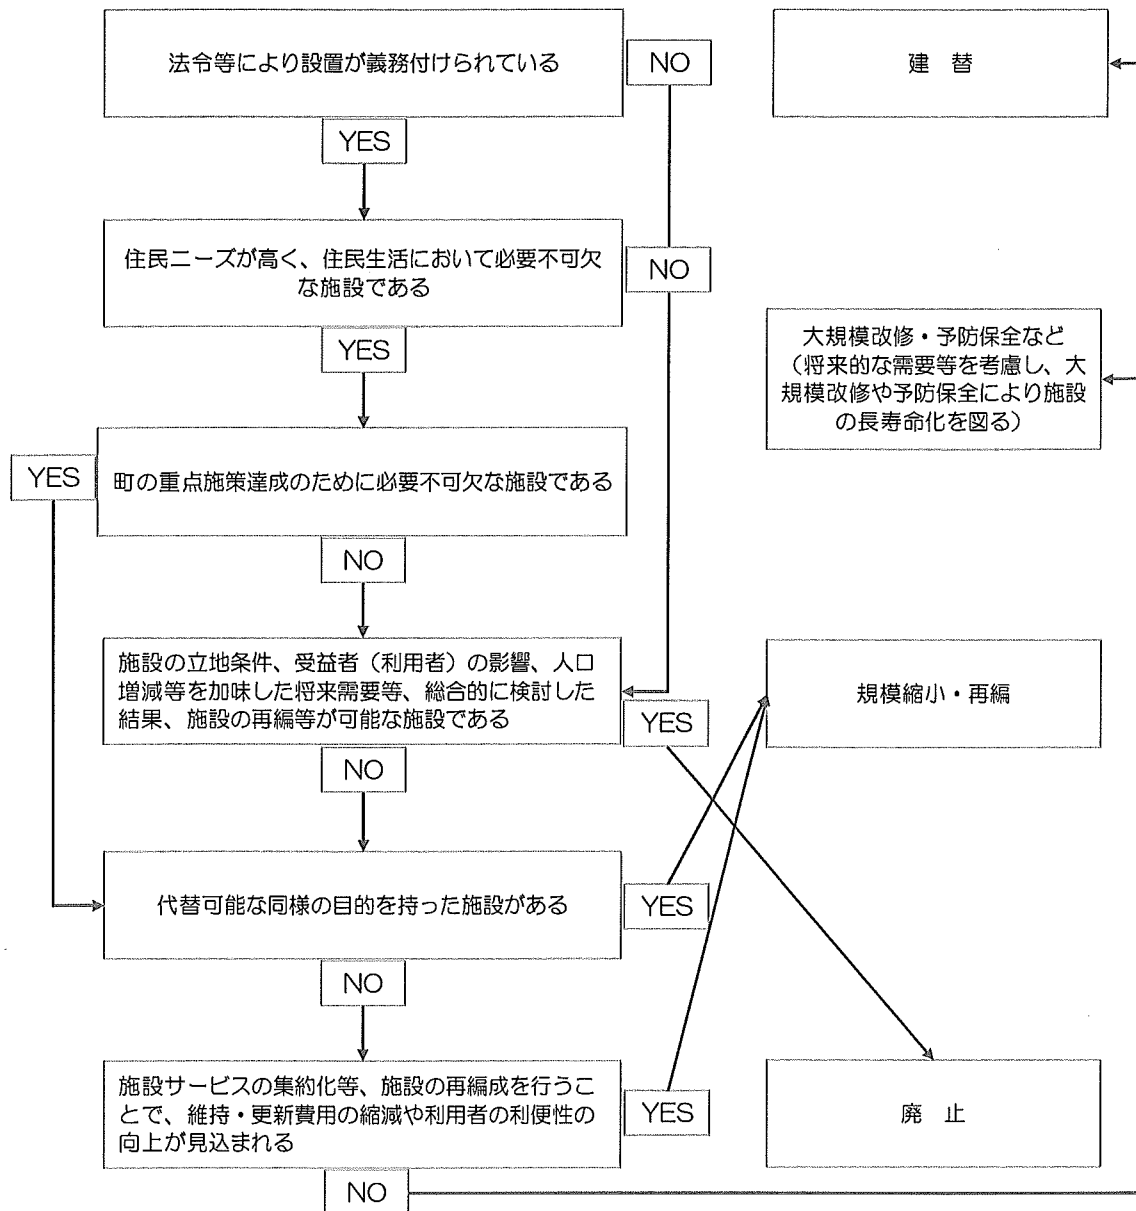 法令等により設置が義務付けられている
NO
建 替
YES
住民ニーズが高く、住民生活において必要不可欠
な施設である
NO
YES
大規模改修・予防保全など
(将来的な需要等を考慮し、大
規模改修や予防保全により施設
の長寿命化を図る)
YES
町の重点施策達成のために必要不可欠な施設である
NO
施設の立地条件、受益者(利用者)の影響、人口
増減等を加味した将来需要等、総合的に検討した
結果、施設の再編等が可能な施設である
YES
規模縮小・再編
NO
代替可能な同様の目的を持った施設がある
YES
NO
施設サービスの集約化等、施設の再編成を行うこ
とで、維持・更新費用の縮減や利用者の利便性の
向上が見込まれる
YES
廃 止
NO